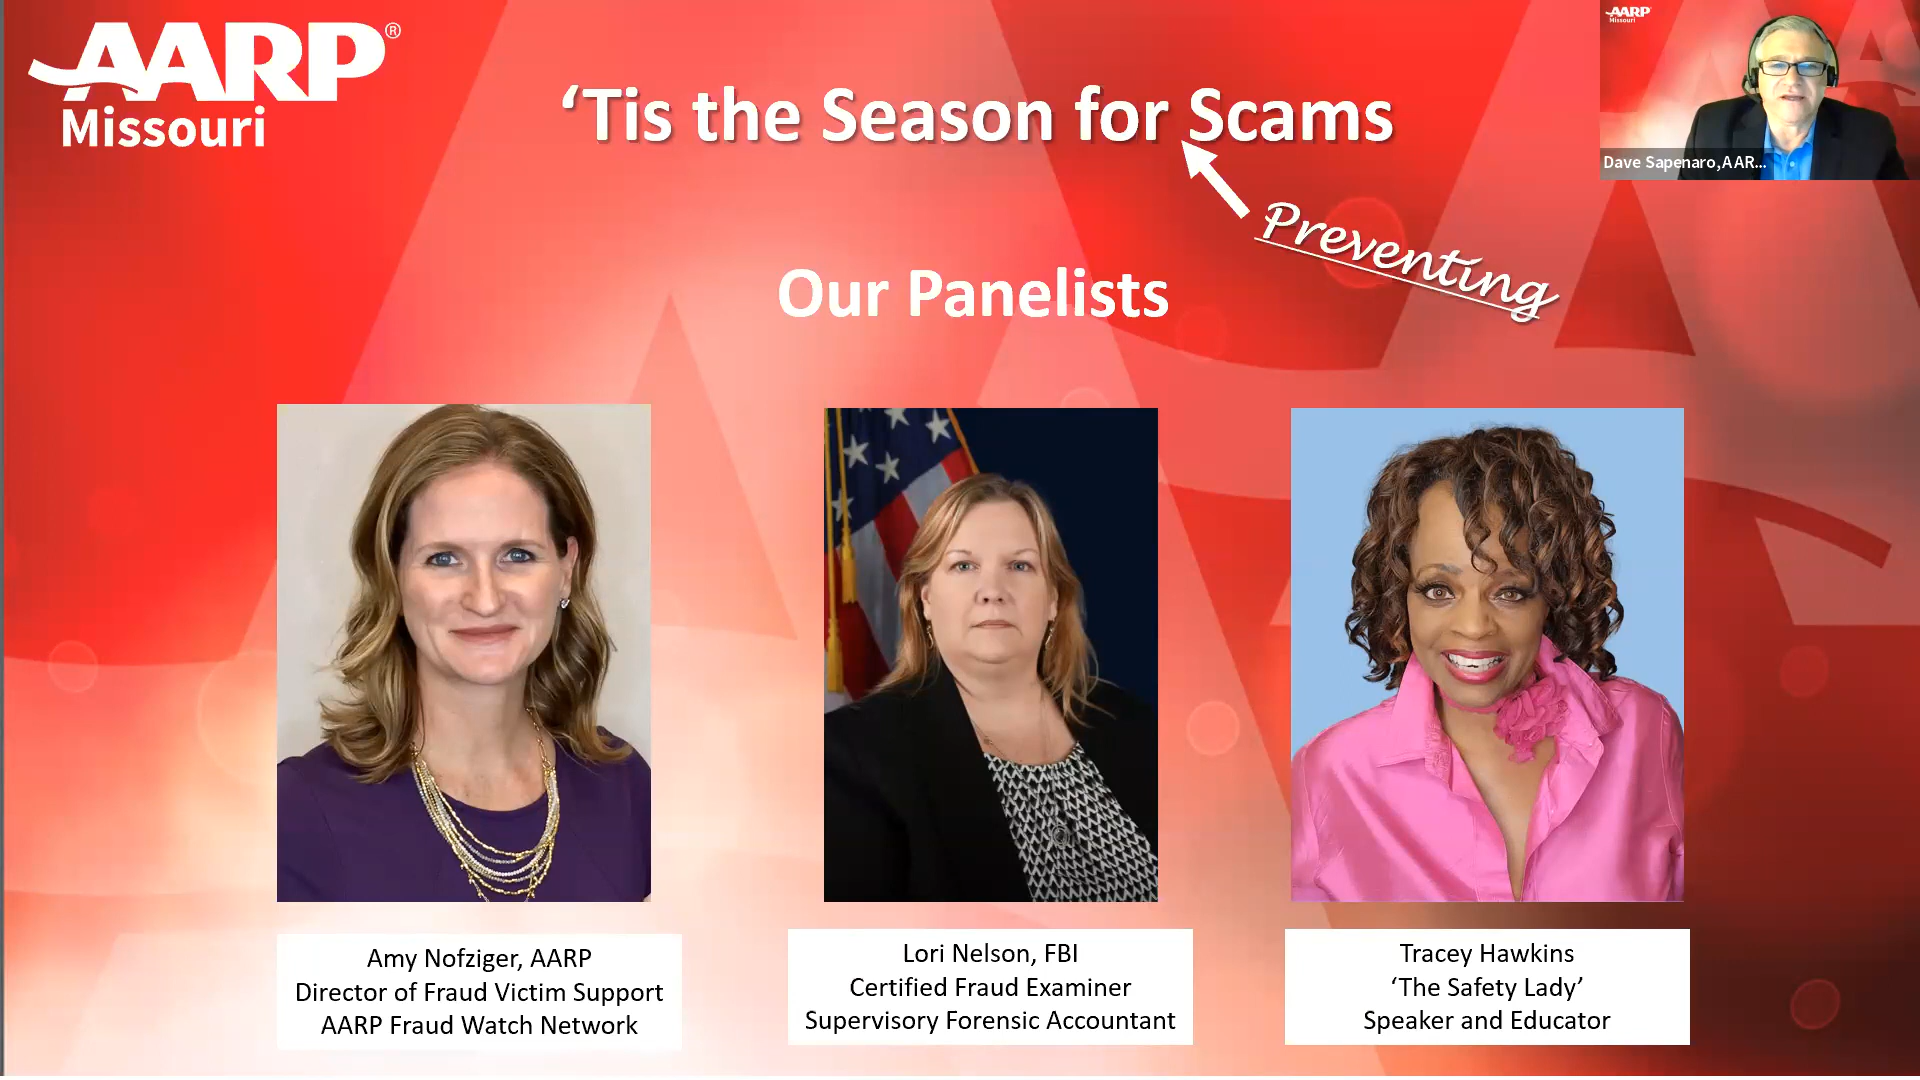 AARP®
Missouri
‘Tis the Season for Scams
Preventing
Our Panelists
AARP
Missouri
Dave Sapenaro,AAR...
Amy Nofziger, AARP
Director of Fraud Victim Support
AARP Fraud Watch Network
Lori Nelson, FBI
Certified Fraud Examiner
Supervisory Forensic Accountant
Tracey Hawkins
‘The Safety Lady’
Speaker and Educator